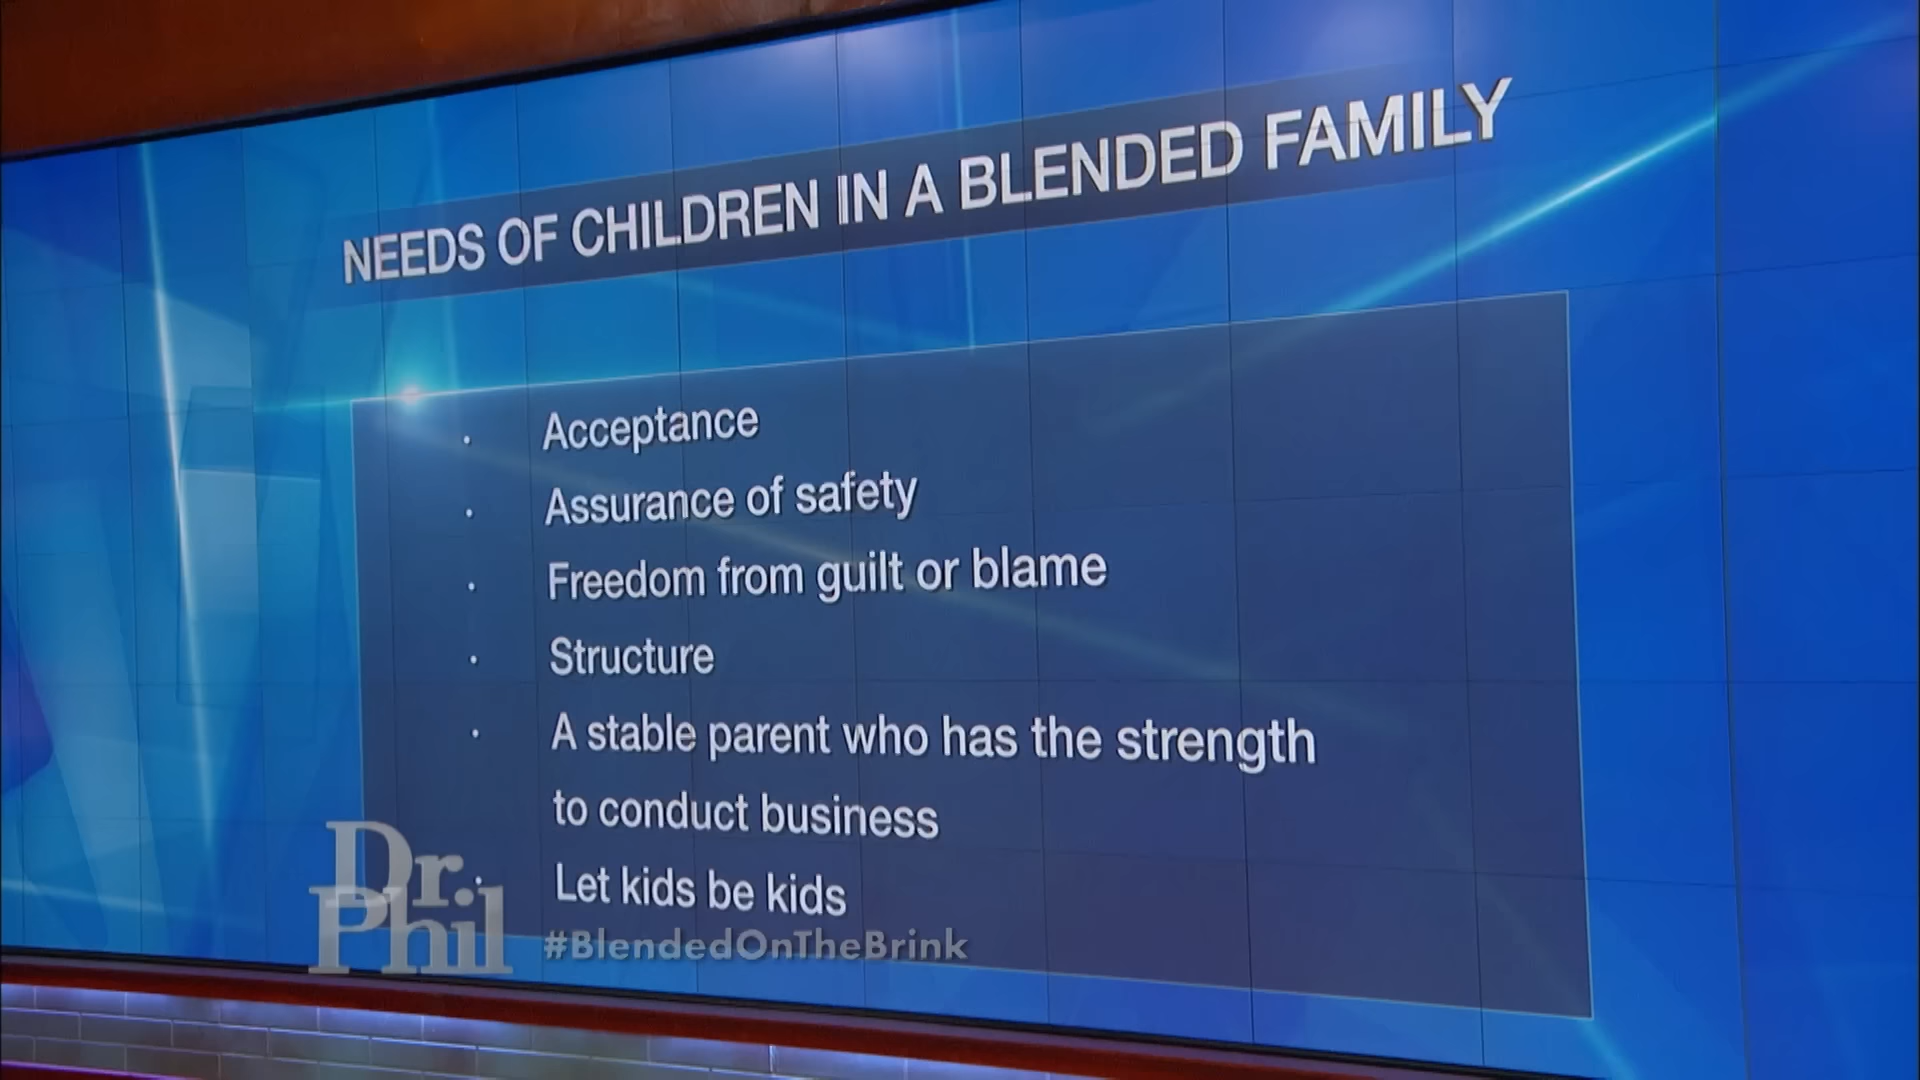 NEEDS OF CHILDREN IN A BLENDED FAMILY
· Acceptance
· Assurance of safety
· Freedom from guilt or blame
· Structure
· A stable parent who has the strength
to conduct business
· Let kids be kids
Dr.
Phil
#BlendedOnTheBrink